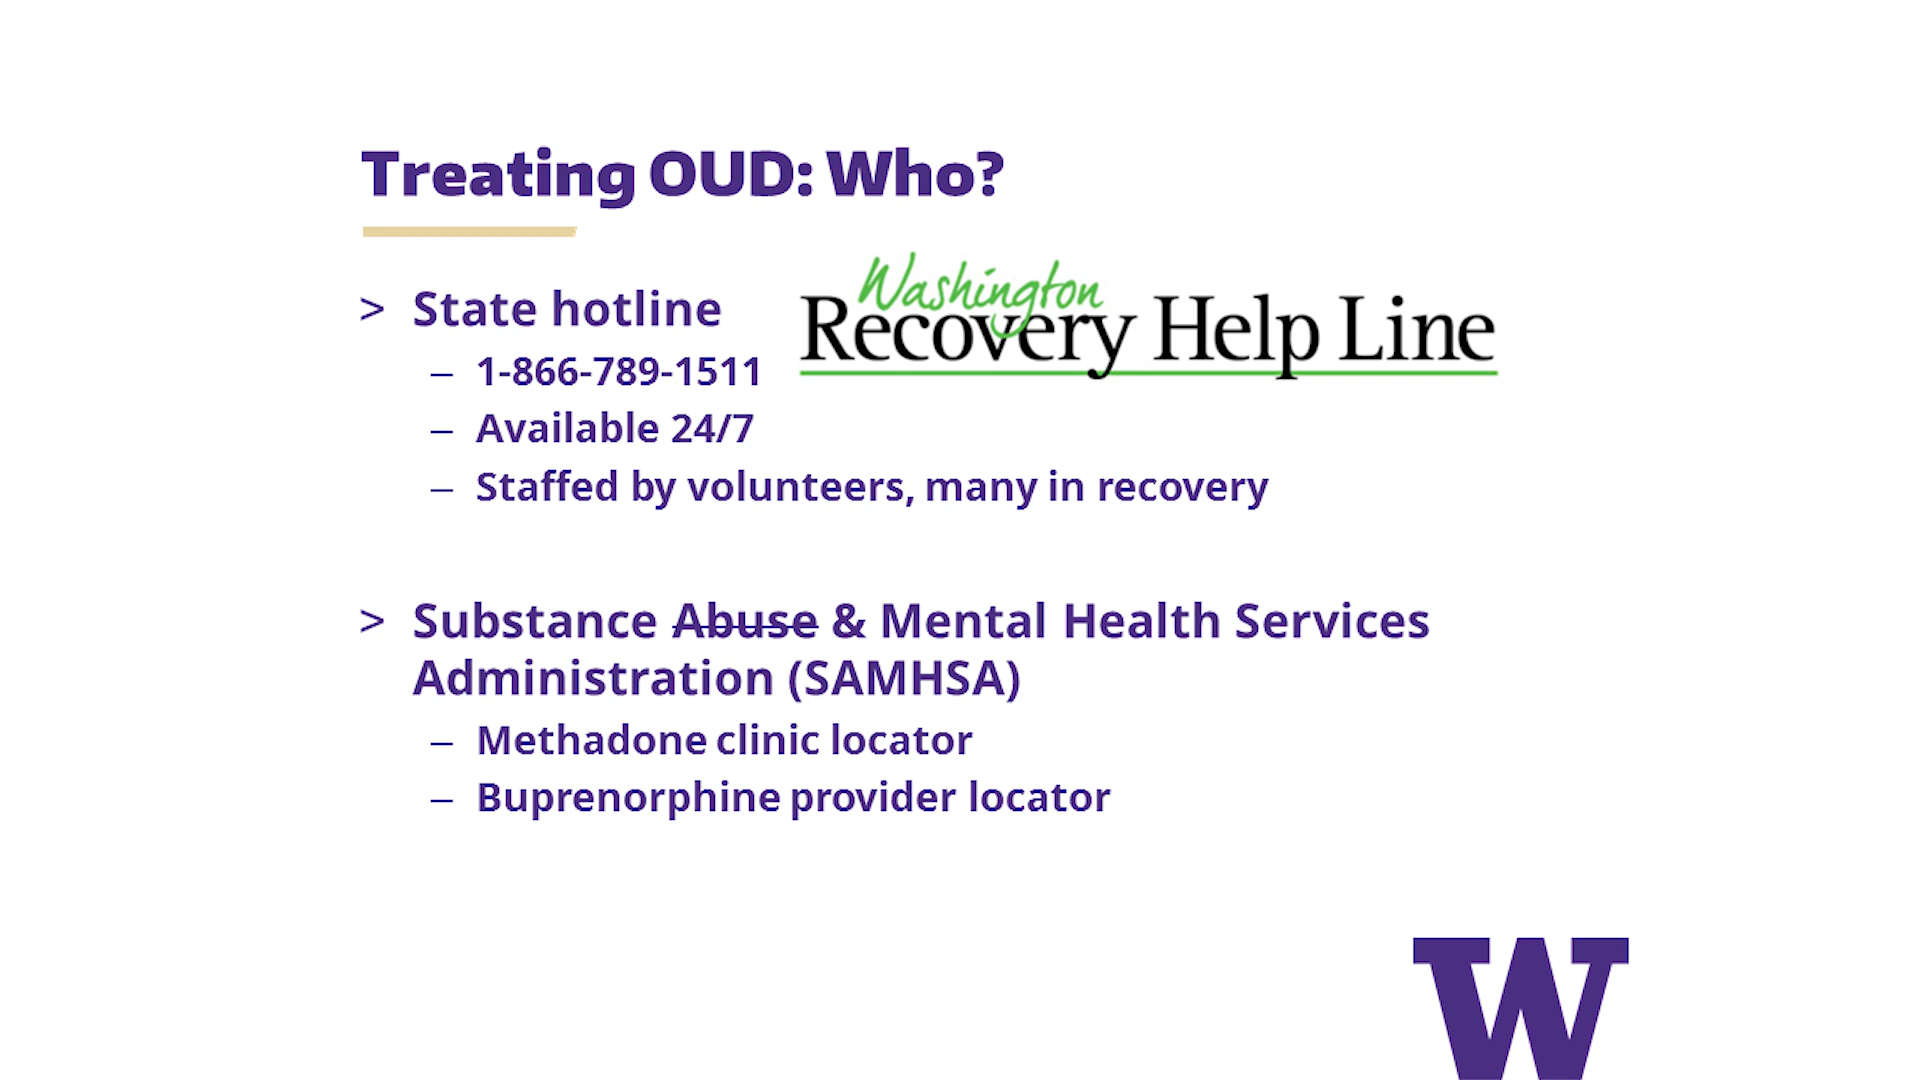 Treating OUD: Who?
> State hotline
Washington
Recovery Help Line
– 1-866-789-1511
– Available 24/7
– Staffed by volunteers, many in recovery
> Substance Abuse & Mental Health Services
Administration (SAMHSA)
– Methadone clinic locator
– Buprenorphine provider locator
W